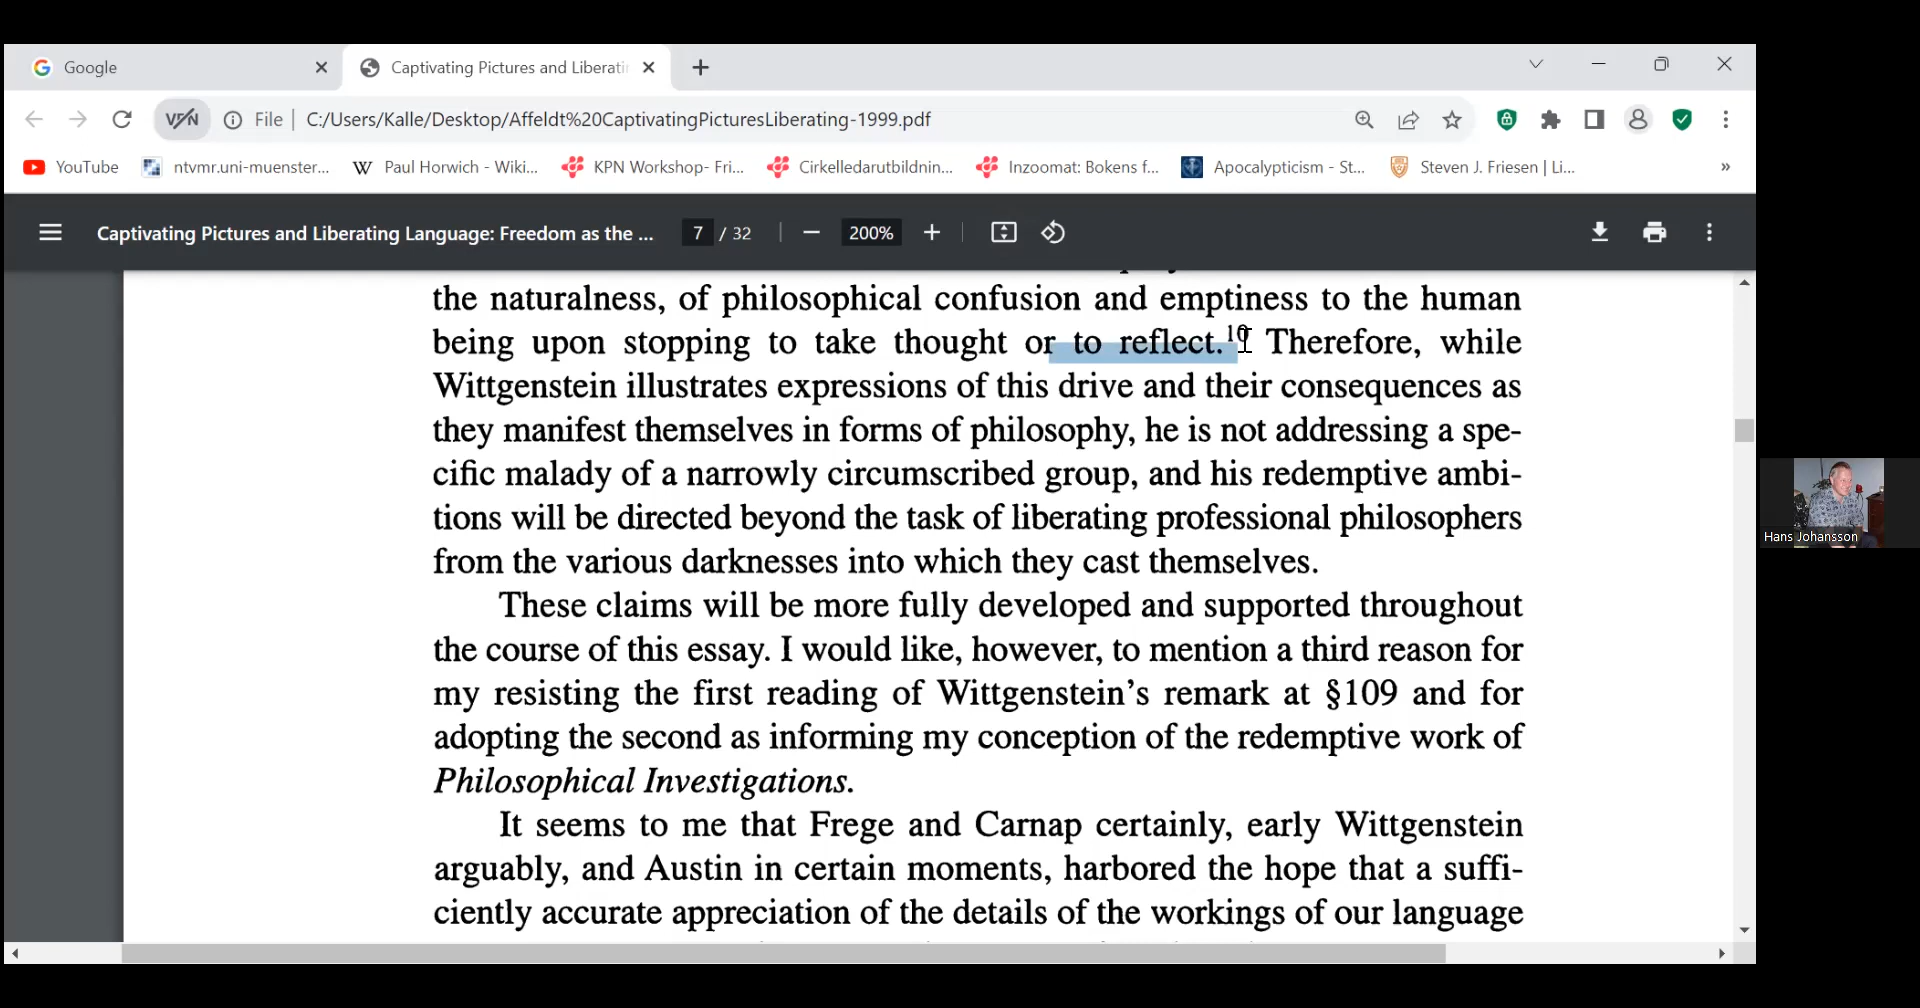 Google
Captivating Pictures and Liberati
VPN
File
C:/Users/Kalle/Desktop/Affeldt%20CaptivatingPicturesLiberating-1999.pdf
YouTube
ntvmr.uni-muenster...
Paul Horwich - Wiki...
KPN Workshop- Fri...
Cirkelledarutbildnin...
Inzoomat: Bokens f...
Apocalypticism - St...
Steven J. Friesen | Li...
»
Captivating Pictures and Liberating Language: Freedom as the ...
7 / 32
200%
the naturalness, of philosophical confusion and emptiness to the human
being upon stopping to take thought or to reflect.10 Therefore, while
Wittgenstein illustrates expressions of this drive and their consequences as
they manifest themselves in forms of philosophy, he is not addressing a spe-
cific malady of a narrowly circumscribed group, and his redemptive ambi-
tions will be directed beyond the task of liberating professional philosophers
from the various darknesses into which they cast themselves.
These claims will be more fully developed and supported throughout
the course of this essay. I would like, however, to mention a third reason for
my resisting the first reading of Wittgenstein’s remark at §109 and for
adopting the second as informing my conception of the redemptive work of
Philosophical Investigations.
It seems to me that Frege and Carnap certainly, early Wittgenstein
arguably, and Austin in certain moments, harbored the hope that a suffi-
ciently accurate appreciation of the details of the workings of our language
Hans Johansson